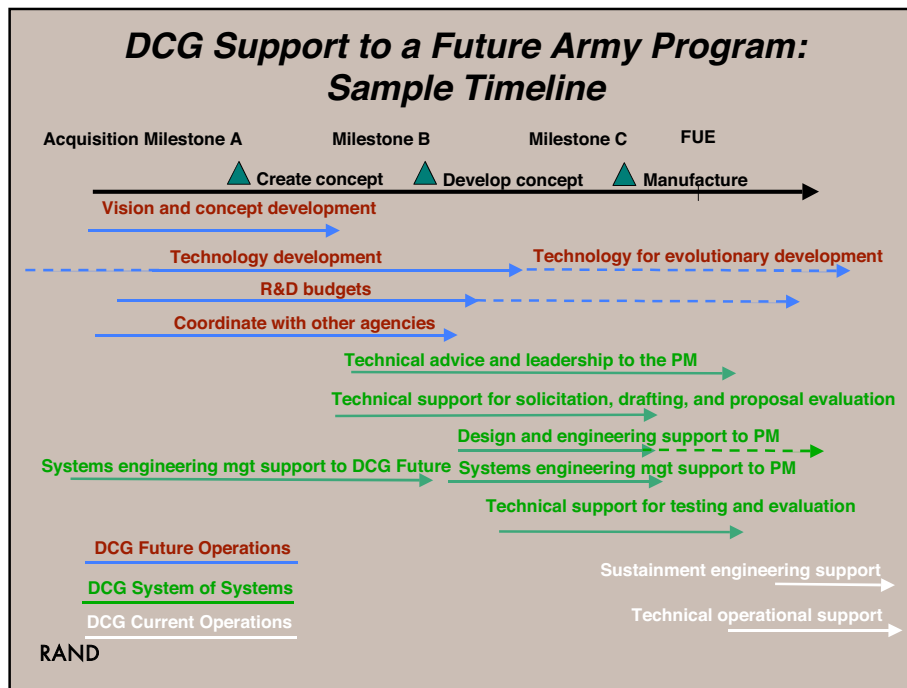 DCG Support to a Future Army Program:
Sample Timeline
Acquisition Milestone A
Milestone B
Milestone C
FUE
Create concept
Develop concept
Manufacture
Vision and concept development
Technology development
Technology for evolutionary development
R&D budgets
Coordinate with other agencies
Technical advice and leadership to the PM
Technical support for solicitation, drafting, and proposal evaluation
Design and engineering support to PM
Systems engineering mgt support to DCG Future
Systems engineering mgt support to PM
Technical support for testing and evaluation
DCG Future Operations
Sustainment engineering support
DCG System of Systems
Technical operational support
DCG Current Operations
RAND